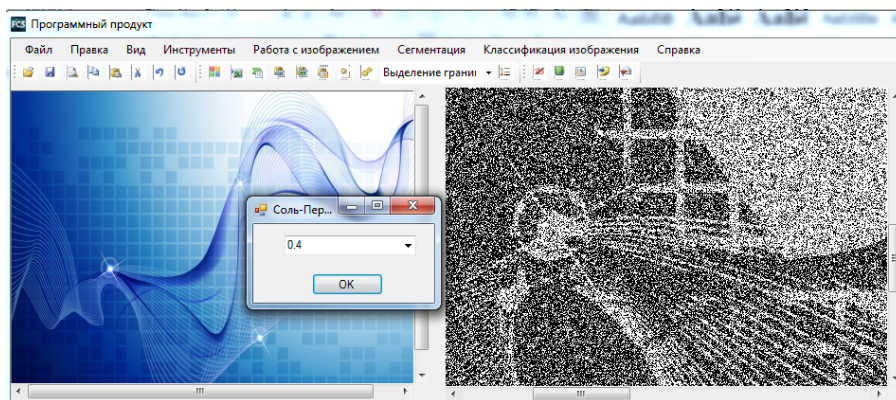 FCS Программный продукт
Файл Правка Вид Инструменты Работа с изображением Сегментация Классификация изображения Справка
Выделение грани
Соль-Пер...
0.4
OK